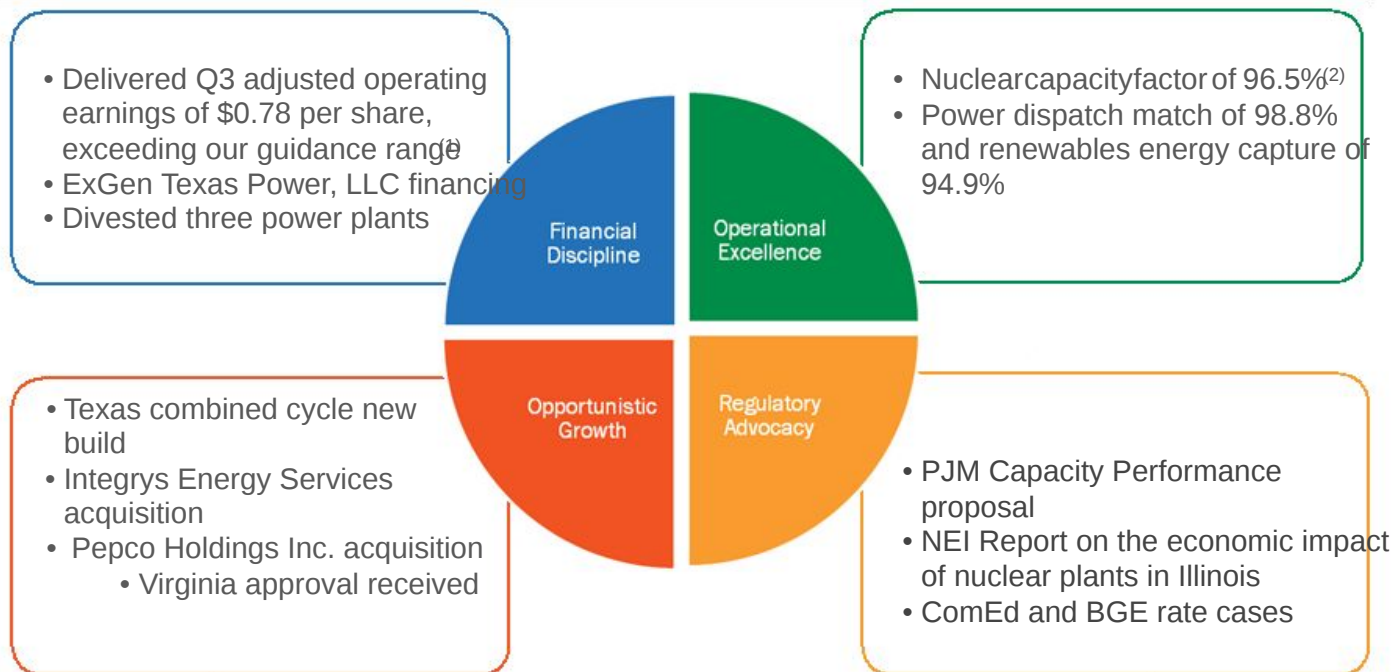 • Delivered Q3 adjusted operating
earnings of $0.78 per share,
exceeding our guidance range(1)
• ExGen Texas Power, LLC financing
• Divested three power plants
• Nuclear capacity factor of 96.5%(2)
• Power dispatch match of 98.8%
and renewables energy capture of
94.9%
Financial
Discipline
Operational
Excellence
Opportunistic
Growth
Regulatory
Advocacy
• Texas combined cycle new
build
• Integrys Energy Services
acquisition
• Pepco Holdings Inc. acquisition
• Virginia approval received
• PJM Capacity Performance
proposal
• NEI Report on the economic impact
of nuclear plants in Illinois
• ComEd and BGE rate cases